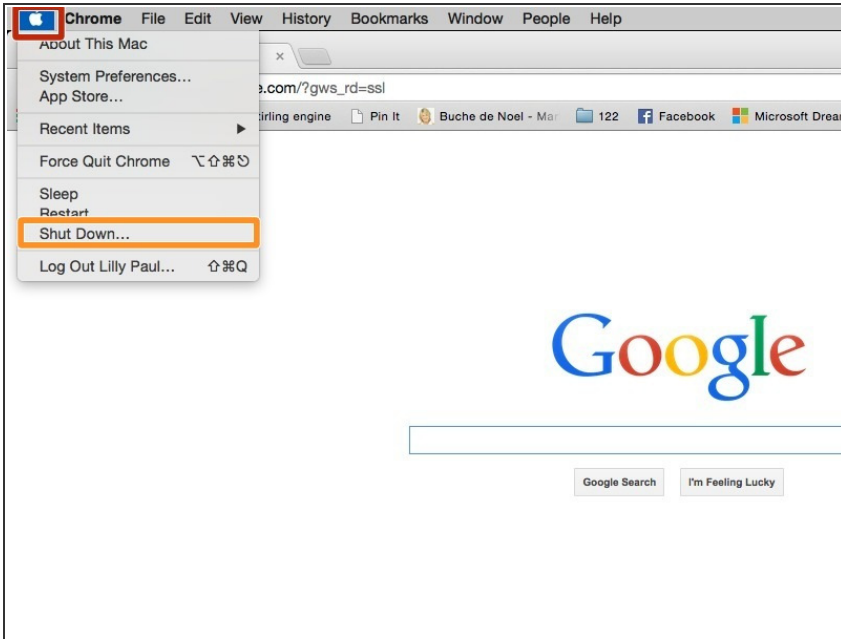 Chrome File Edit View History Bookmarks Window People Help
About This Mac
System Preferences...
App Store...
Recent Items
Force Quit Chrome ⌥⇧⌘⎋
Sleep
Restart
Shut Down...
Log Out Lilly Paul... ⇧⌘Q
.com/?gws_rd=ssl
tirling engine Pin It Buche de Noel - Mar 122 Facebook Microsoft Drea
Google
Google Search I'm Feeling Lucky